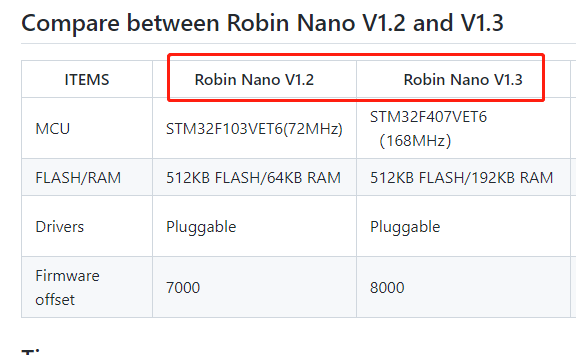 Compare between Robin Nano V1.2 and V1.3
ITEMS Robin Nano V1.2 Robin Nano V1.3
MCU STM32F103VET6(72MHz) STM32F407VET6
（168MHz）
FLASH/RAM 512KB FLASH/64KB RAM 512KB FLASH/192KB RAM
Drivers Pluggable Pluggable
Firmware
offset 7000 8000